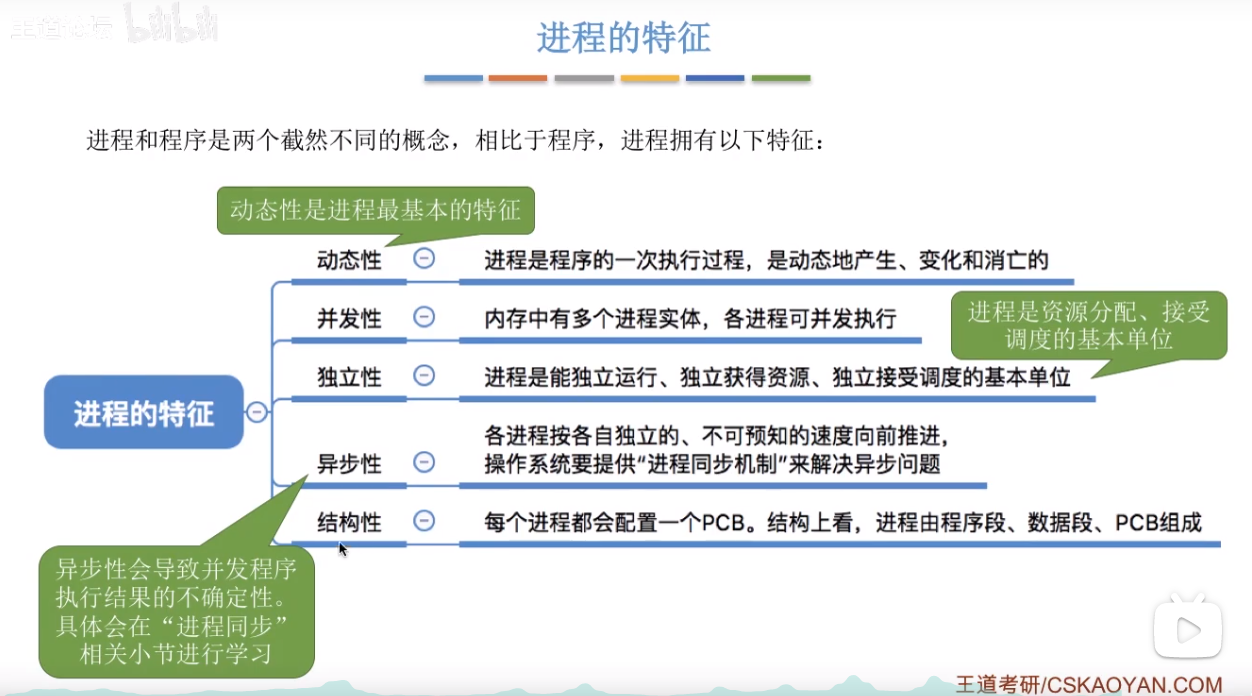 王道论坛 bilibili
进程的特征
进程和程序是两个截然不同的概念，相比于程序，进程拥有以下特征：
动态性是进程最基本的特征
动态性
进程是程序的一次执行过程，是动态地产生、变化和消亡的
并发性
内存中有多个进程实体，各进程可并发执行
进程是资源分配、接受
调度的基本单位
独立性
进程是能独立运行、独立获得资源、独立接受调度的基本单位
进程的特征
异步性
各进程按各自独立的、不可预知的速度向前推进，
操作系统要提供“进程同步机制”来解决异步问题
结构性
每个进程都会配置一个PCB。结构上看，进程由程序段、数据段、PCB组成
异步性会导致并发程序
执行结果的不确定性。
具体会在“进程同步”
相关小节进行学习
王道考研/CSKAOYAN.COM